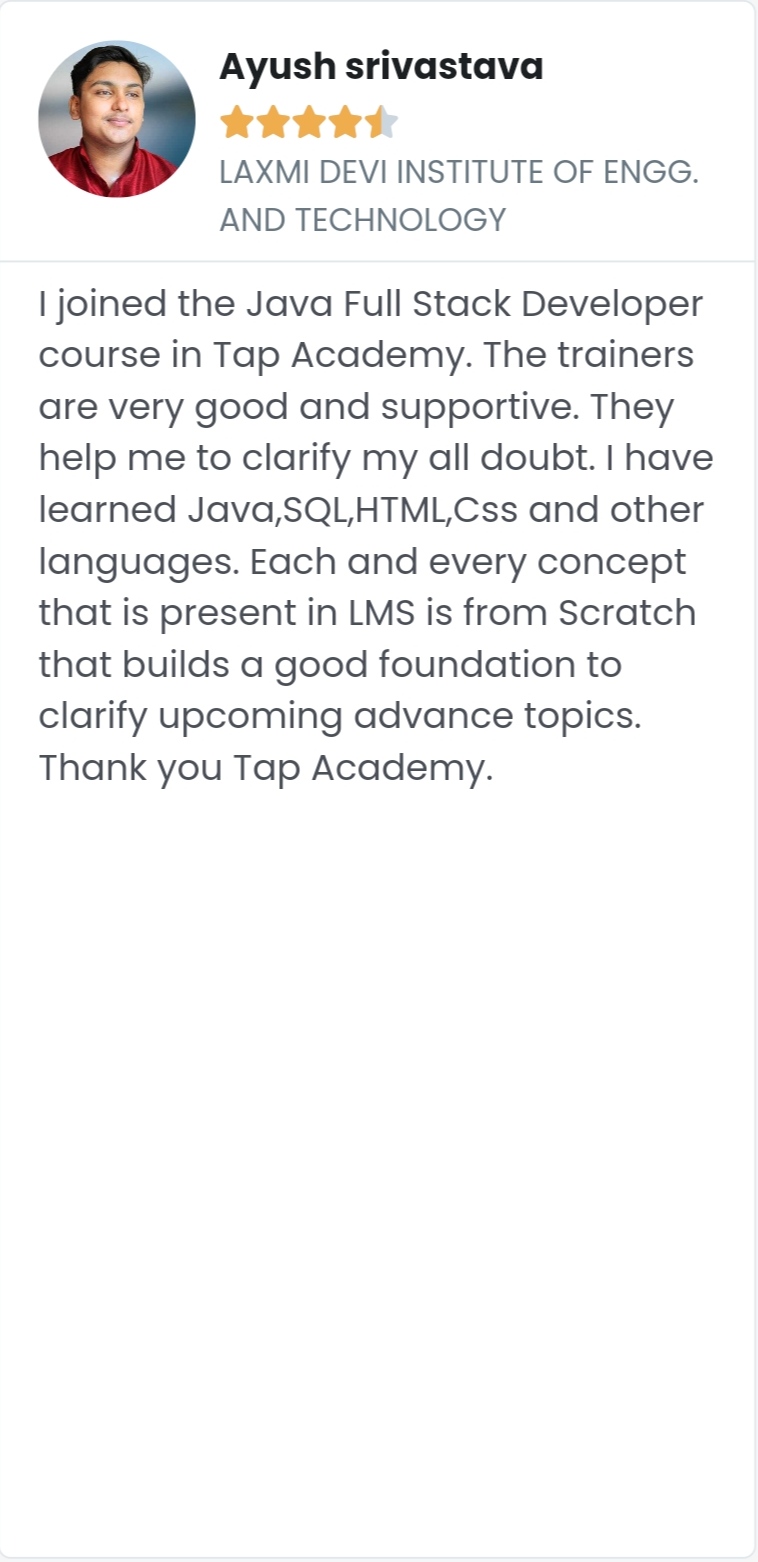 Ayush srivastava
LAXMI DEVI INSTITUTE OF ENGG.
AND TECHNOLOGY
I joined the Java Full Stack Developer
course in Tap Academy. The trainers
are very good and supportive. They
help me to clarify my all doubt. I have
learned Java,SQL,HTML,Css and other
languages. Each and every concept
that is present in LMS is from Scratch
that builds a good foundation to
clarify upcoming advance topics.
Thank you Tap Academy.